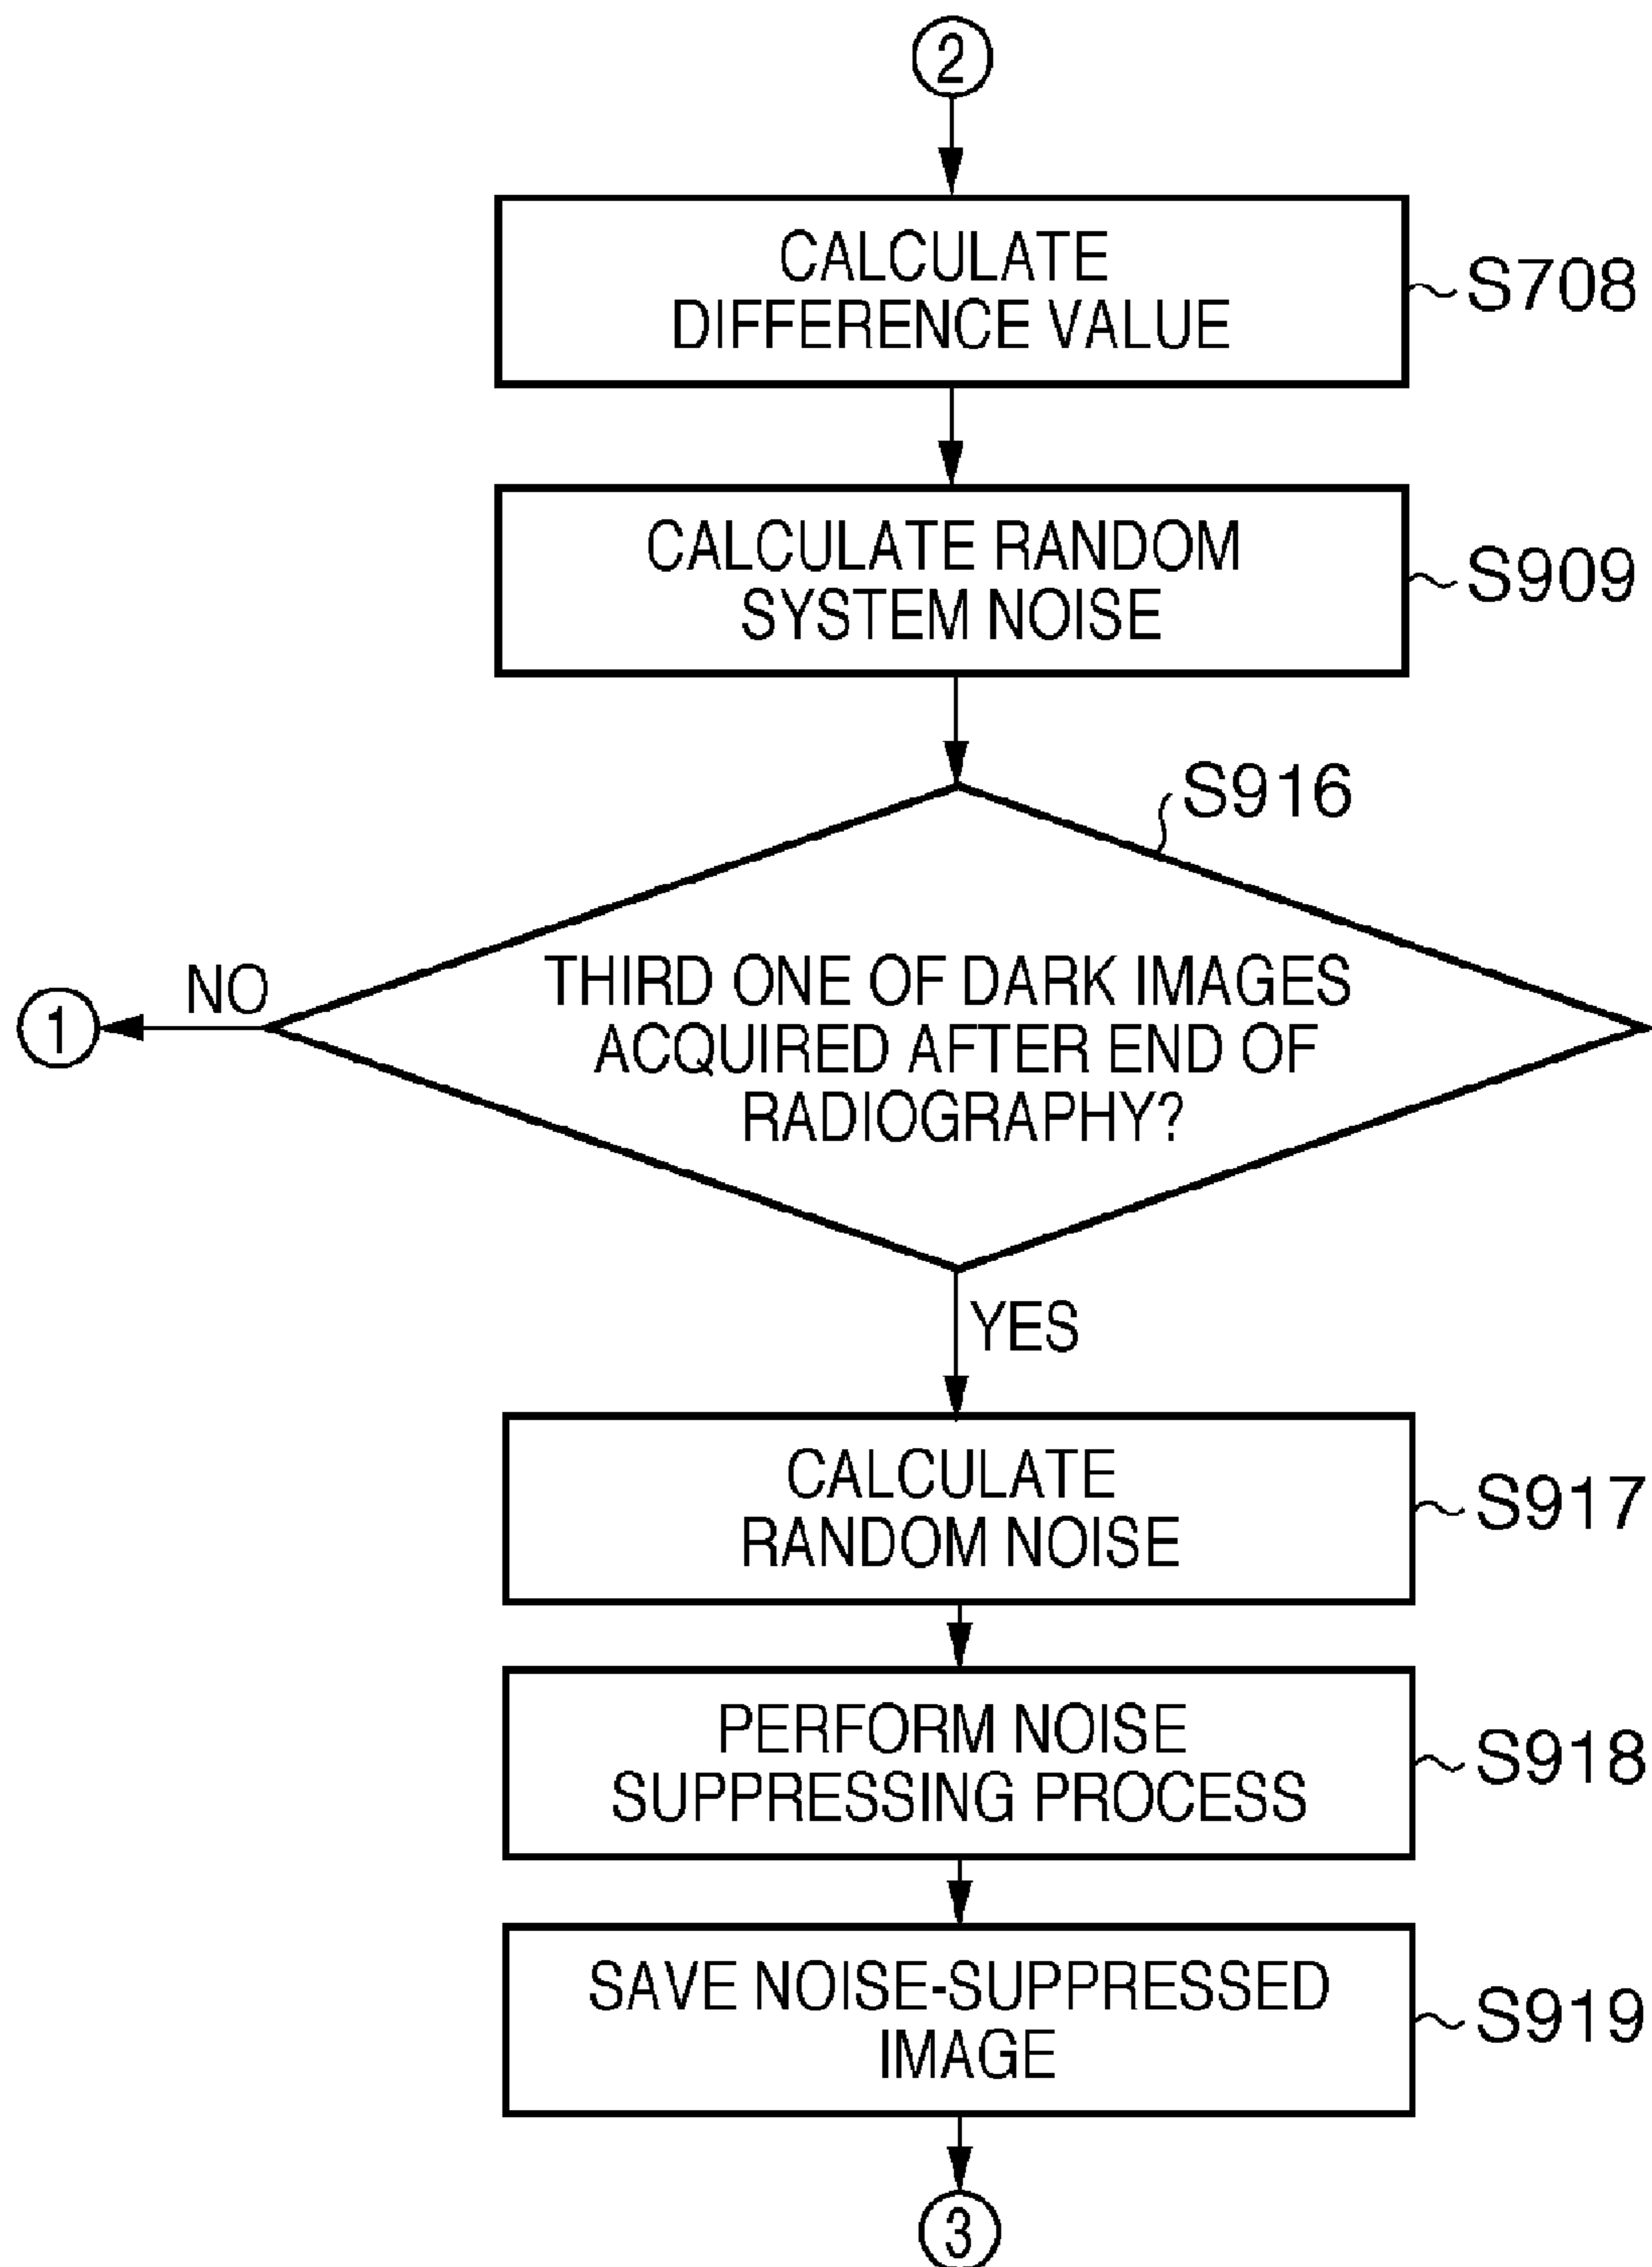 2
CALCULATE
DIFFERENCE VALUE
S708
CALCULATE RANDOM
SYSTEM NOISE
S909
S916
THIRD ONE OF DARK IMAGES
ACQUIRED AFTER END OF
RADIOGRAPHY?
NO
1
YES
CALCULATE
RANDOM NOISE
S917
PERFORM NOISE
SUPPRESSING PROCESS
S918
SAVE NOISE-SUPPRESSED
IMAGE
S919
3